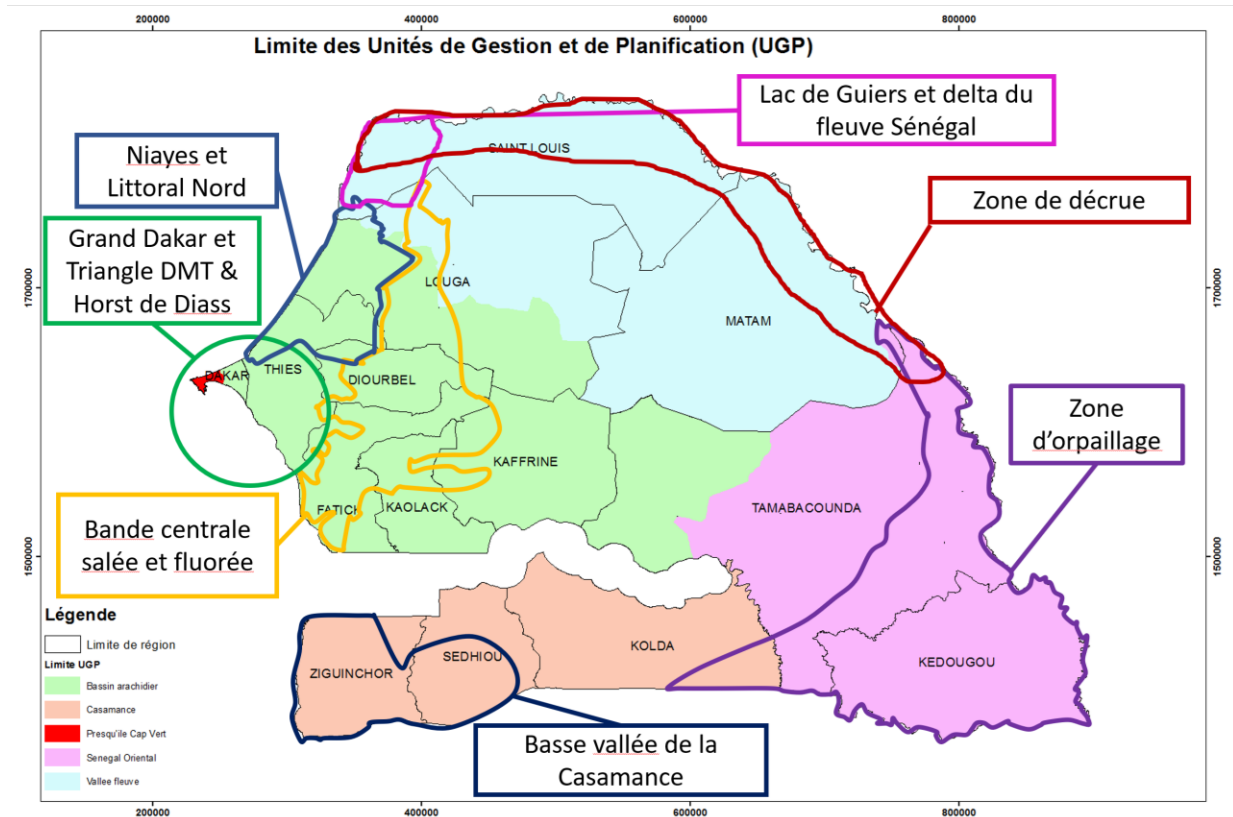 200000
400000
600000
800000
Limite des Unités de Gestion et de Planification (UGP)
Lac de Guiers et delta du
fleuve Sénégal
Niayes et
Littoral Nord
SAINT LOUIS
Zone de décrue
Grand Dakar et
Triangle DMT &
Horst de Diass
1700000
1700000
LOUGA
MATAM
DAKAR
THIES
DIOURBEL
Zone
d'orpaillage
KAFFRINE
FATICK
KAOLACK
TAMABACOUNDA
Bande centrale
salée et fluorée
1500000
1500000
Légende
Limite de région
Limite UGP
Bassin arachidier
Casamance
Presqu'ile Cap Vert
Senegal Oriental
Vallee fleuve
ZIGUINCHOR
SEDHIOU
KOLDA
KEDOUGOU
Basse vallée de la
Casamance
200000
400000
600000
800000